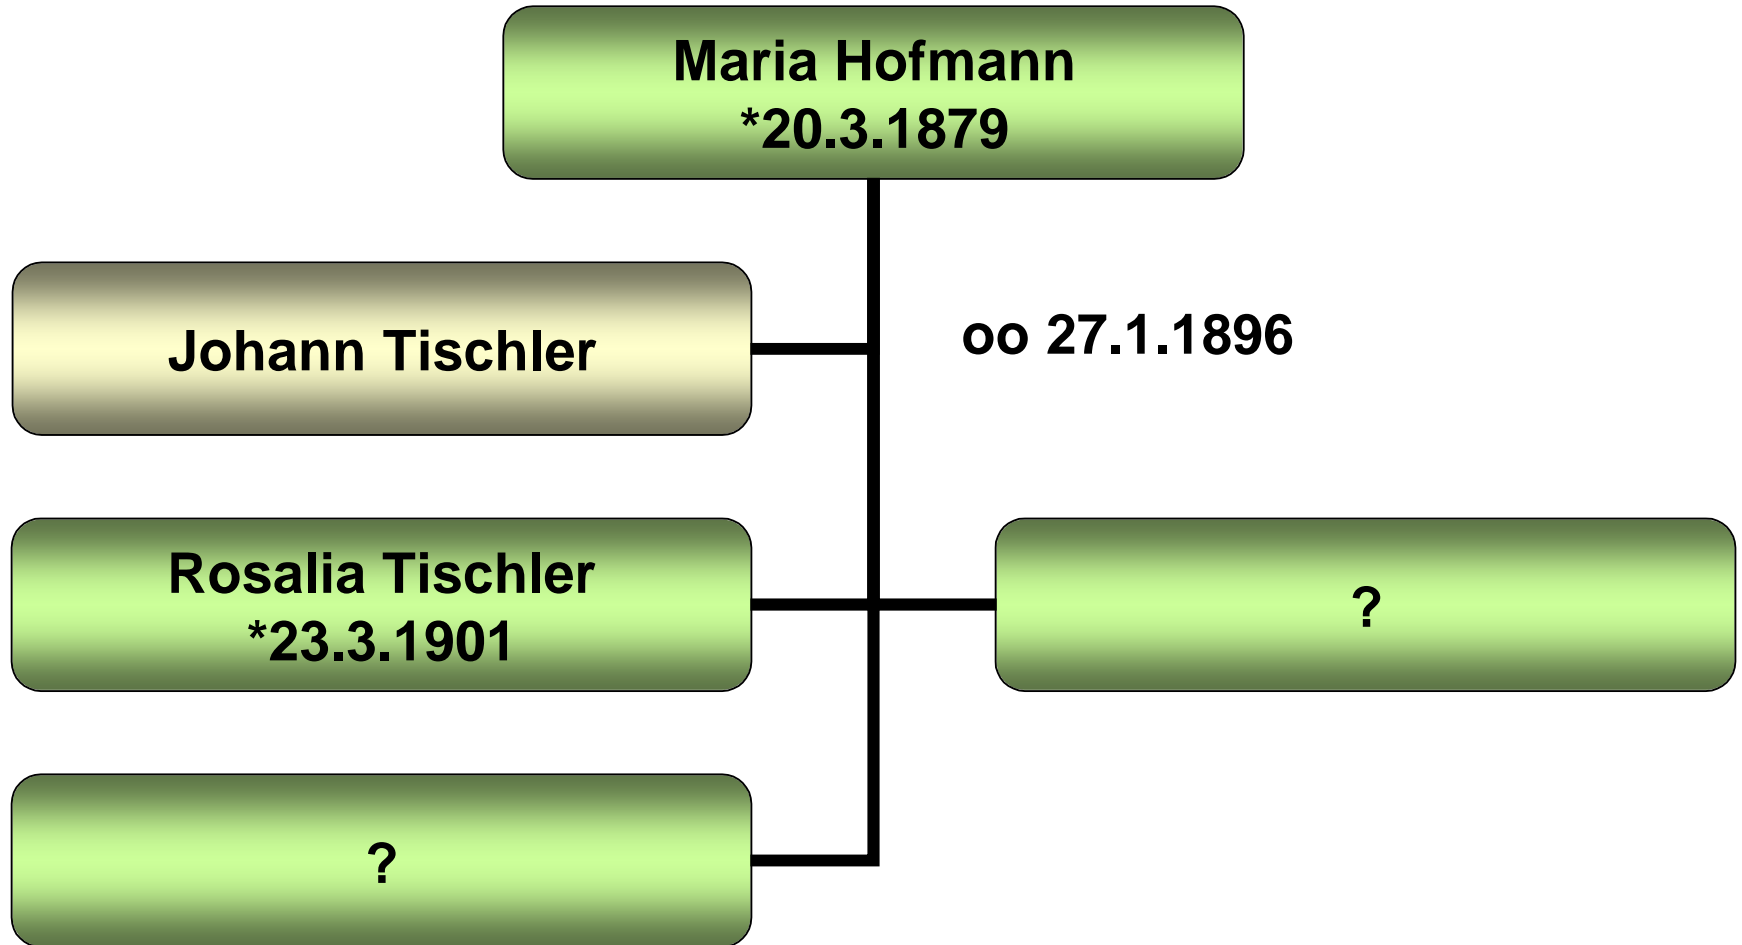 Maria Hofmann
*20.3.1879
Johann Tischler
oo 27.1.1896
Rosalia Tischler
*23.3.1901
?
?